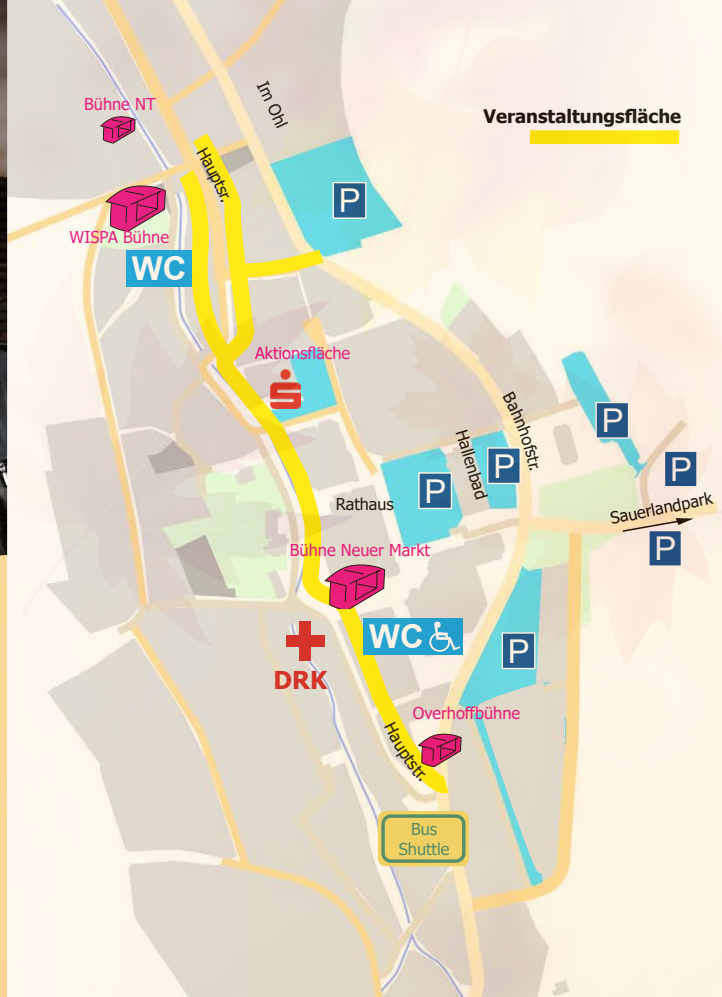 Bühne NT
Im Ohl
Veranstaltungsfläche
Hauptsr.
P
WISPA Bühne
WC
Aktionsfläche
Bahnhofstr.
P
Hallenbad
P
P
P
Rathaus
Sauerlandpark
P
Bühne Neuer Markt
WC
P
DRK
Overhoffbühne
Hauptstr.
Bus
Shuttle